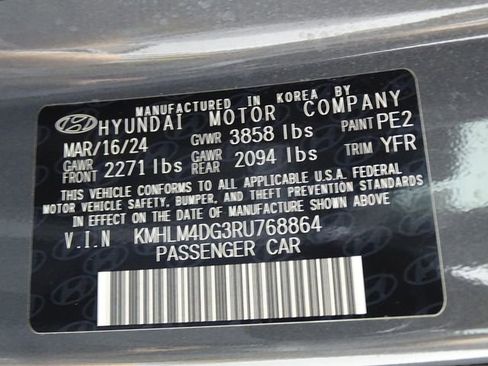 MANUFACTURED IN KOREA BY
HYUNDAI MOTOR COMPANY
MAR/16/24 GVWR 3858 lbs PAINT PE2
GAWR FRONT 2271 lbs GAWR REAR 2094 lbs TRIM YFR
THIS VEHICLE CONFORMS TO ALL APPLICABLE U.S.A. FEDERAL
MOTOR VEHICLE SAFETY, BUMPER, AND THEFT PREVENTION STANDARDS
IN EFFECT ON THE DATE OF MANUFACTURE SHOWN ABOVE.
V.I.N KMHLM4DG3RU768864
PASSENGER CAR